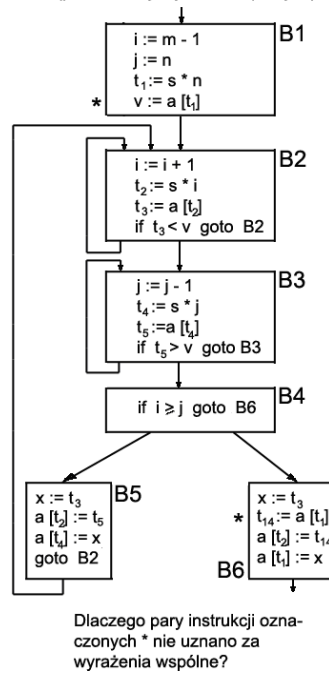 B1
i := m - 1
j := n
t₁:= s * n
* v := a [t₁]
B2
i := i + 1
t₂:= s * i
t₃:= a [t₂]
if t₃< v goto B2
B3
j := j - 1
t₄:= s * j
t₅:=a [t₄]
if t₅> v goto B3
B4
if i ⩾ j goto B6
B5
x := t₃
a [t₂] := t₅
a [t₄] := x
goto B2
x := t₃
* t₁₄:= a [t₁]
a [t₂] := t₁₄
a [t₁] := x
B6
Dlaczego pary instrukcji ozna-
czonych * nie uznano za
wyrażenia wspólne?